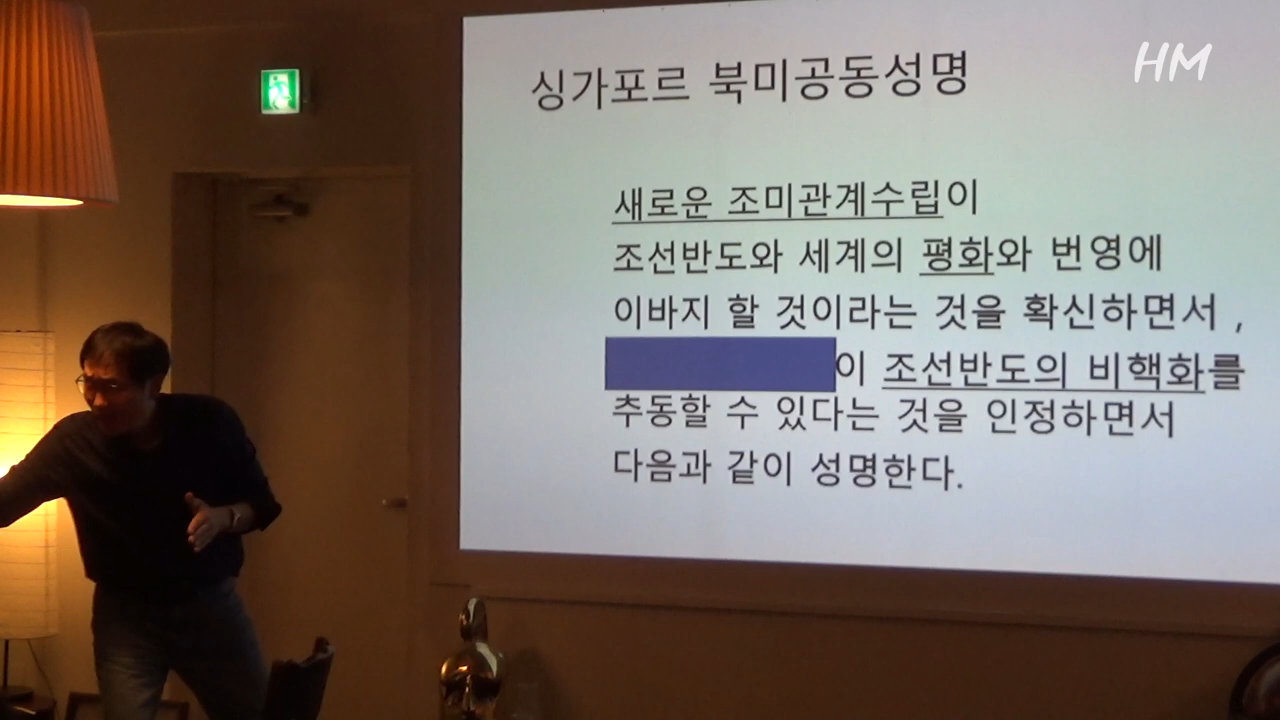 HM
싱가포르 북미공동성명
새로운 조미관계수립이
조선반도와 세계의 평화와 번영에
이바지 할 것이라는 것을 확신하면서 ,
이 조선반도의 비핵화를
추동할 수 있다는 것을 인정하면서
다음과 같이 성명한다.